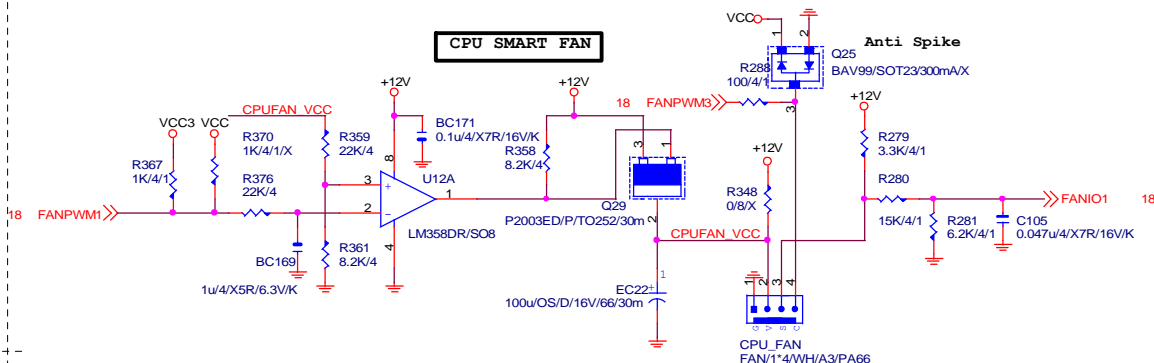 CPU SMART FAN
VCC
1
2
Anti Spike
Q25
BAV99/SOT23/300mA/X
R288
100/4/1
3
18 FANPWM3
+12V
+12V
+12V
CPUFAN_VCC
VCC3
VCC
R370
1K/4/1/X
R367
1K/4/1
R376
22K/4
R359
22K/4
BC171
0.1u/4/X7R/16V/K
R358
8.2K/4
8
U12A
3
+
2
-
1
4
LM358DR/SO8
18 FANPWM1
BC169
1u/4/X5R/6.3V/K
R361
8.2K/4
3
1
Q29
2
P2003ED/P/TO252/30m
CPUFAN_VCC
+12V
R348
0/8/X
1
+
EC22
100u/OS/D/16V/66/30m
R279
3.3K/4/1
R280
15K/4/1
R281
6.2K/4/1
C105
0.047u/4/X7R/16V/K
FANIO1 18
1
2
3
4
G
V
S
C
CPU_FAN
FAN/1*4/WH/A3/PA66